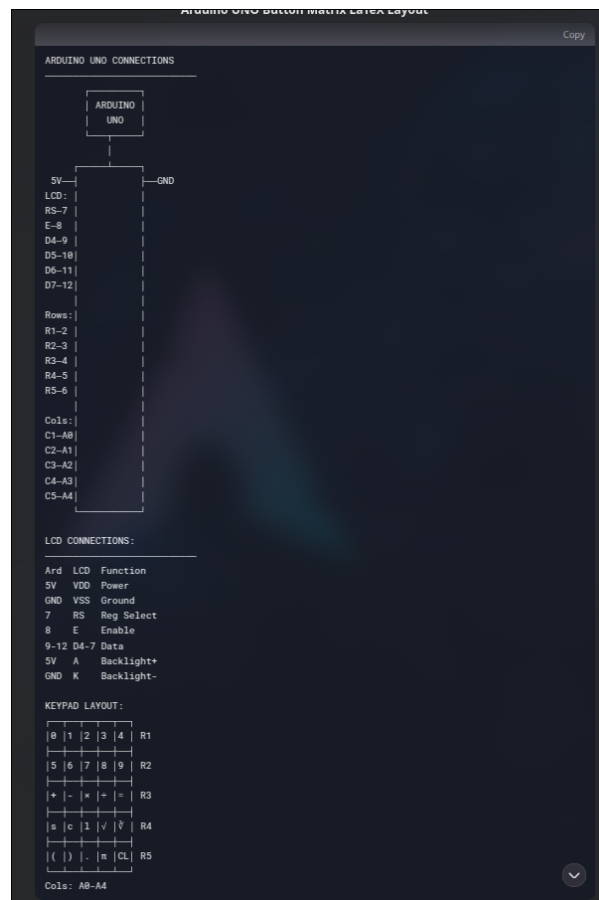 Arduino UNO Button Matrix LaTeX Layout
Copy
ARDUINO UNO CONNECTIONS
ARDUINO
UNO
5V GND
LCD:
RS–7
E–8
D4–9
D5–10
D6–11
D7–12
Rows:
R1–2
R2–3
R3–4
R4–5
R5–6
Cols:
C1–A0
C2–A1
C3–A2
C4–A3
C5–A4
LCD CONNECTIONS:
Ard LCD Function
5V VDD Power
GND VSS Ground
7 RS Reg Select
8 E Enable
9-12 D4-7 Data
5V A Backlight+
GND K Backlight-
KEYPAD LAYOUT:
|0 |1 |2 |3 |4 | R1
|5 |6 |7 |8 |9 | R2
|+ |- |× |÷ |= | R3
|s |c |l |√ |∛ | R4
|( |) |. |π |CL| R5
Cols: A0-A4